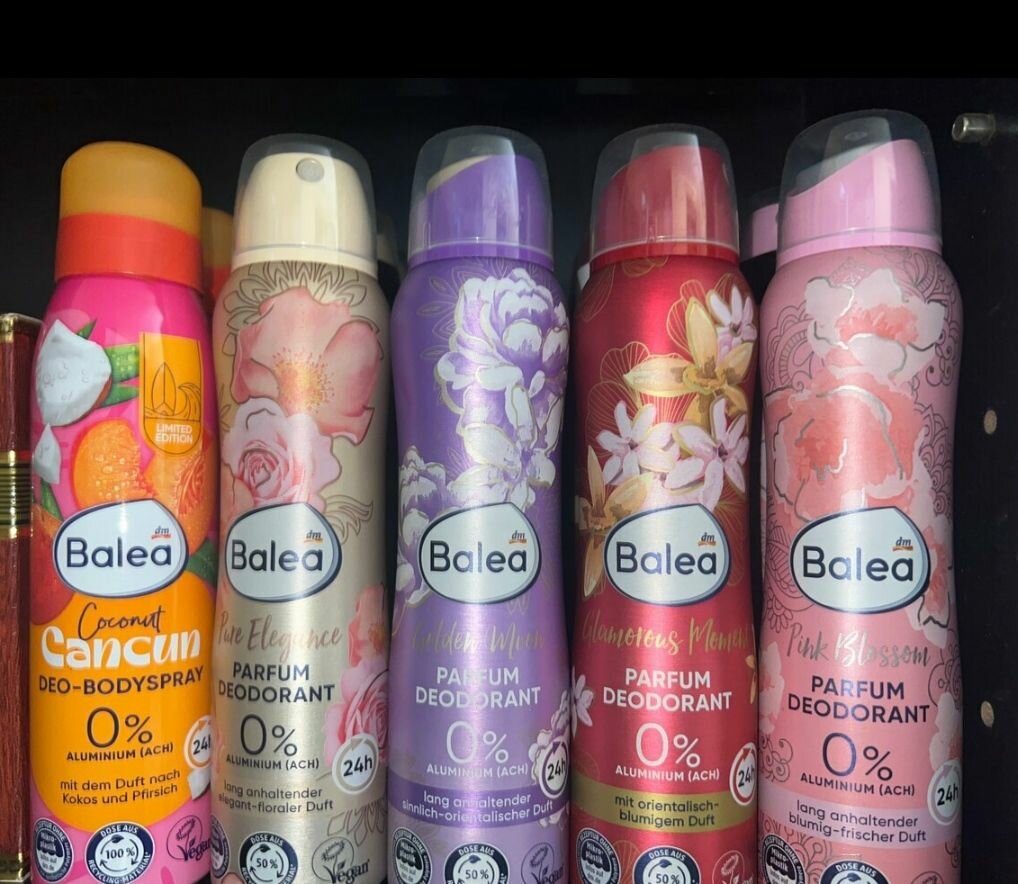 LIMITED
EDITION
dm
Balea
Coconut
Cancun
DEO-BODYSPRAY
0%
ALUMINIUM (ACH)
24h
mit dem Duft nach
Kokos und Pfirsich
DOSE AUS
100 %
RECYCLING-MATERIAL
Vegan
dm
Balea
Pure Elegance
PARFUM
DEODORANT
0%
ALUMINIUM (ACH)
24h
lang anhaltender
elegant-floraler Duft
DOSE AUS
50 %
Vegan
dm
Balea
Golden Moon
PARFUM
DEODORANT
0%
ALUMINIUM (ACH)
24h
lang anhaltender
sinnlich-orientalischer Duft
DOSE AUS
50 %
dm
Balea
Glamorous Moment
PARFUM
DEODORANT
0%
ALUMINIUM (ACH)
24h
mit orientalisch-
blumigem Duft
DOSE AUS
50 %
dm
Balea
Pink Blossom
PARFUM
DEODORANT
0%
ALUMINIUM (ACH)
24h
lang anhaltender
blumig-frischer Duft
DOSE AUS